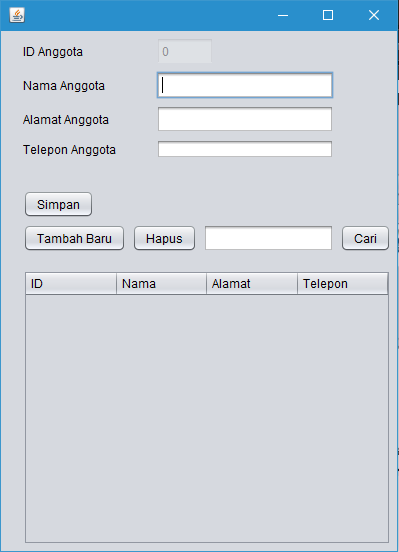 ID Anggota 0
Nama Anggota
Alamat Anggota
Telepon Anggota
Simpan
Tambah Baru Hapus Cari
ID Nama Alamat Telepon